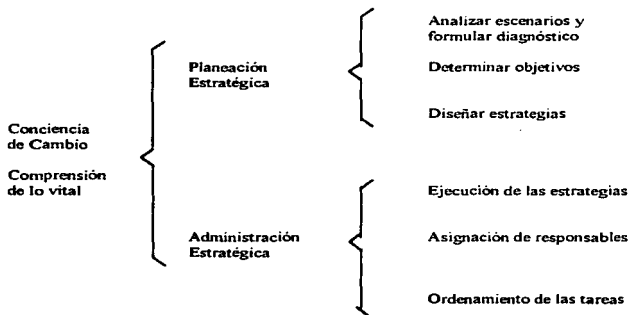 Conciencia
de Cambio
Comprensión
de lo vital
Planeación
Estratégica
Analizar escenarios y
formular diagnóstico
Determinar objetivos
Diseñar estrategias
Administración
Estratégica
Ejecución de las estrategias
Asignación de responsables
Ordenamiento de las tareas